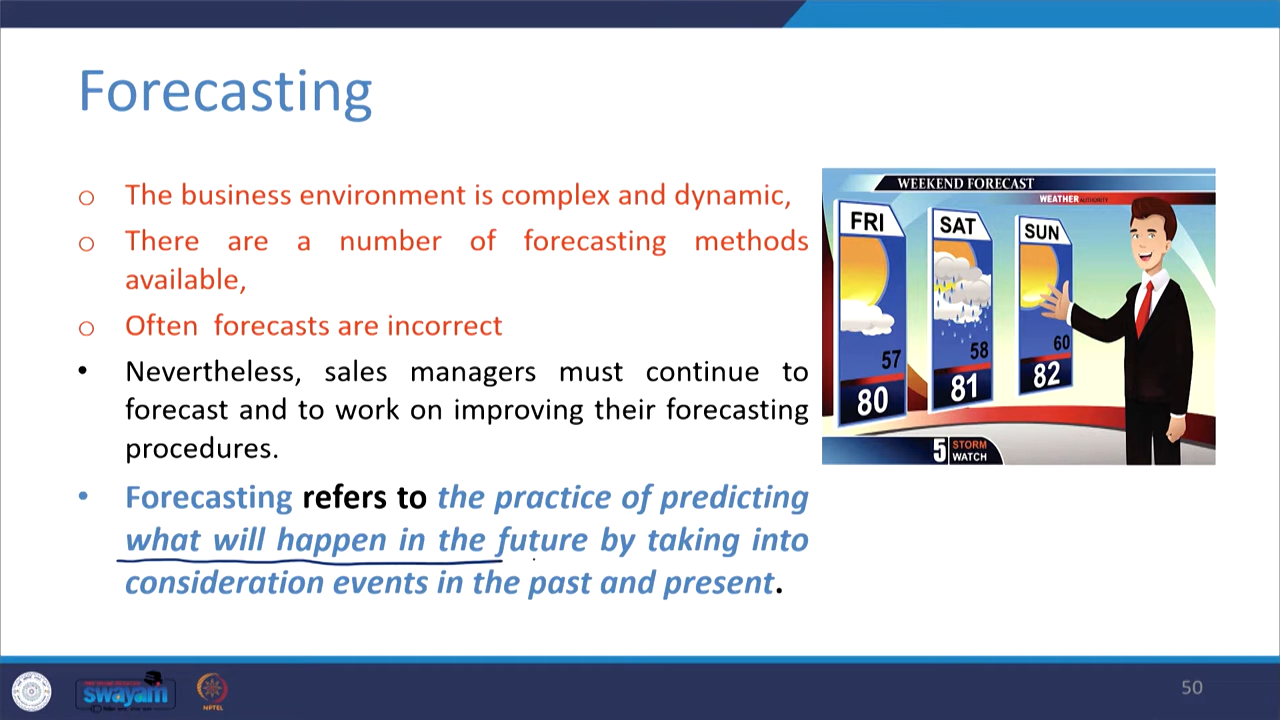 Forecasting
o The business environment is complex and dynamic,
o There are a number of forecasting methods
available,
o Often forecasts are incorrect
• Nevertheless, sales managers must continue to
forecast and to work on improving their forecasting
procedures.
• Forecasting refers to the practice of predicting
what will happen in the future by taking into
consideration events in the past and present.
WEEKEND FORECAST
WEATHER AUTHORITY
FRI
57
80
SAT
58
81
SUN
60
82
5 STORM
WATCH
swayam
NPTEL
50